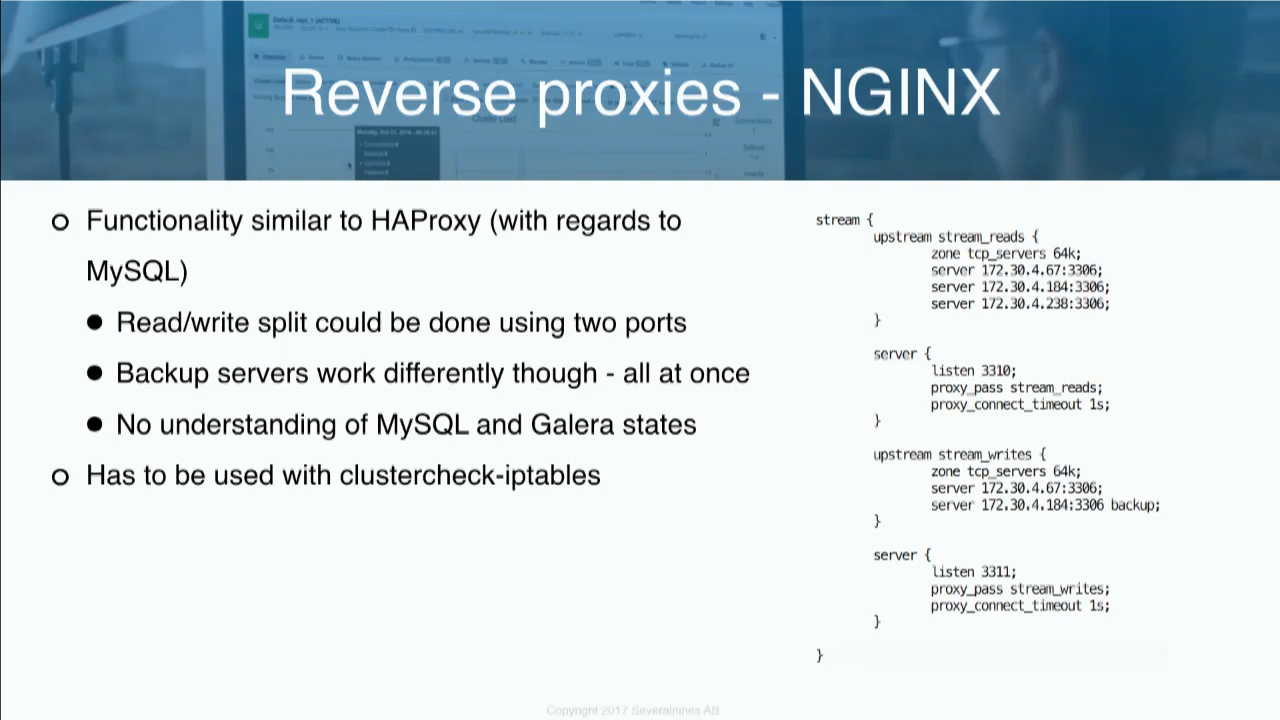 Reverse proxies - NGINX
Functionality similar to HAProxy (with regards to
MySQL)
Read/write split could be done using two ports
Backup servers work differently though - all at once
No understanding of MySQL and Galera states
Has to be used with clustercheck-iptables
stream {
upstream stream_reads {
zone tcp_servers 64k;
server 172.30.4.67:3306;
server 172.30.4.184:3306;
server 172.30.4.238:3306;
}
server {
listen 3310;
proxy_pass stream_reads;
proxy_connect_timeout 1s;
}
upstream stream_writes {
zone tcp_servers 64k;
server 172.30.4.67:3306;
server 172.30.4.184:3306 backup;
}
server {
listen 3311;
proxy_pass stream_writes;
proxy_connect_timeout 1s;
}
}
Copyright 2017 Severalnines AB